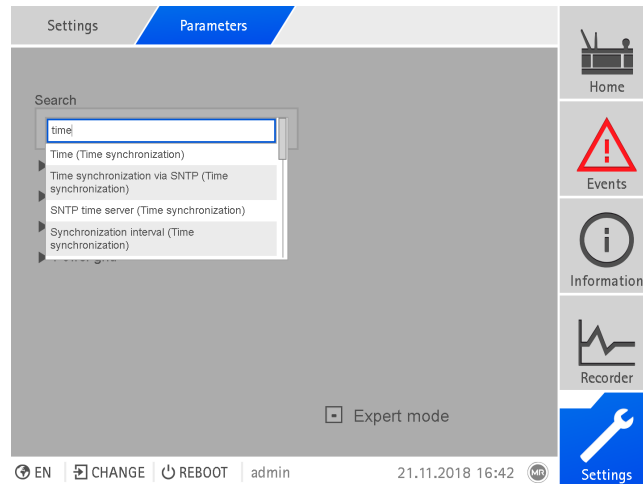 Settings
Parameters
Home
Search
time
Time (Time synchronization)
Time synchronization via SNTP (Time
synchronization)
SNTP time server (Time synchronization)
Synchronization interval (Time
synchronization)
Power grid
Events
Information
Recorder
Expert mode
EN
CHANGE
REBOOT
admin
21.11.2018 16:42
MR
Settings